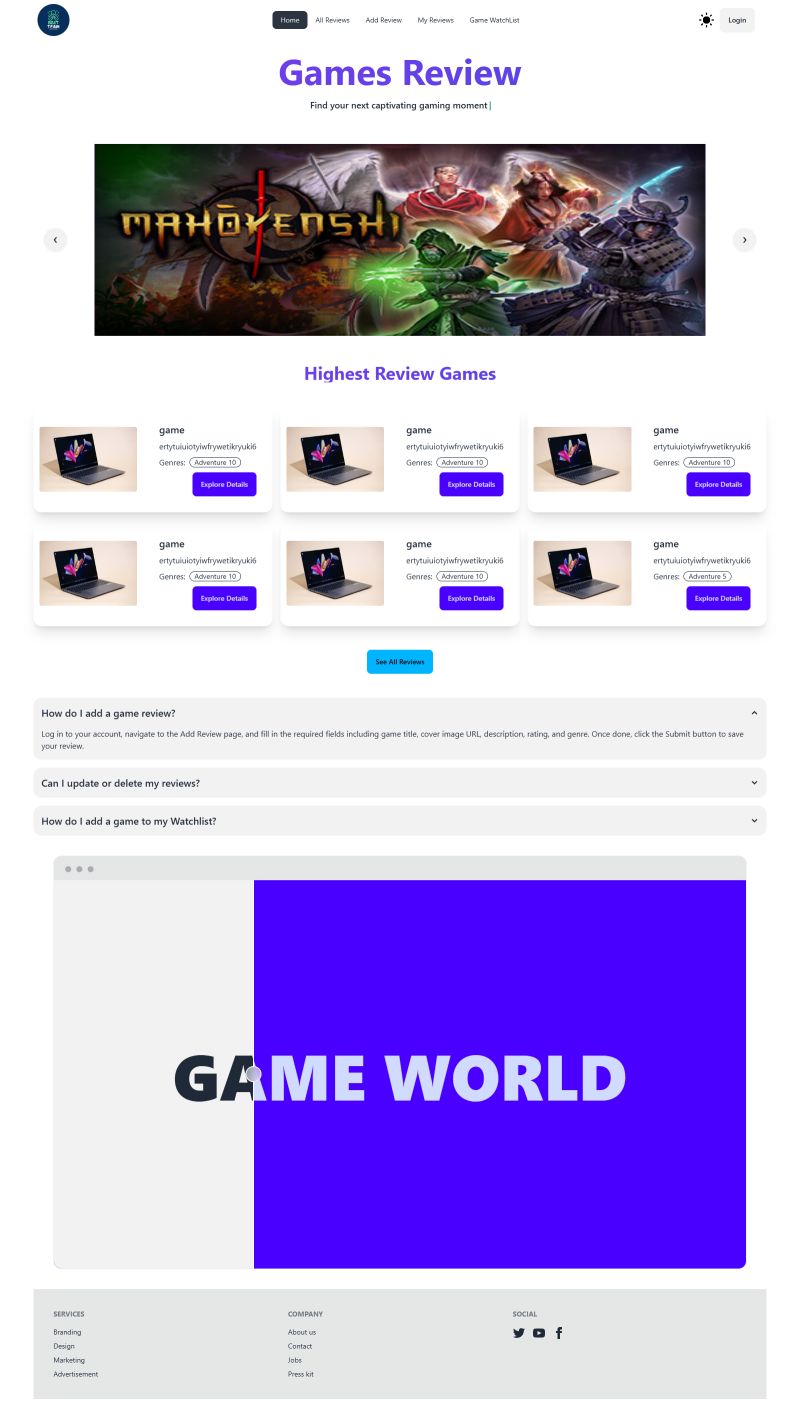 Home
All Reviews
Add Review
My Reviews
Game WatchList
Login
Games Review
Find your next captivating gaming moment|
MAHŌKENSHI
‹
›
Highest Review Games
game
ertytuiuiotyiwfrywetikryuki6
Genres: Adventure 10
Explore Details
game
ertytuiuiotyiwfrywetikryuki6
Genres: Adventure 10
Explore Details
game
ertytuiuiotyiwfrywetikryuki6
Genres: Adventure 10
Explore Details
game
ertytuiuiotyiwfrywetikryuki6
Genres: Adventure 10
Explore Details
game
ertytuiuiotyiwfrywetikryuki6
Genres: Adventure 10
Explore Details
game
ertytuiuiotyiwfrywetikryuki6
Genres: Adventure 5
Explore Details
See All Reviews
How do I add a game review?
Log in to your account, navigate to the Add Review page, and fill in the required fields including game title, cover image URL, description, rating, and genre. Once done, click the Submit button to save
your review.
Can I update or delete my reviews?
How do I add a game to my Watchlist?
GAME WORLD
SERVICES
Branding
Design
Marketing
Advertisement
COMPANY
About us
Contact
Jobs
Press kit
SOCIAL